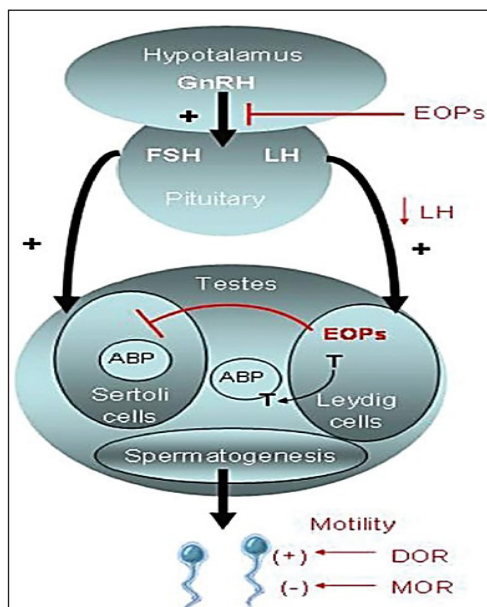 Hypotalamus
GnRH
+
EOPs
FSH LH
Pituitary
↓ LH
+
+
Testes
EOPs
ABP
ABP
T
T
Sertoli
cells
Leydig
cells
Spermatogenesis
Motility
(+) DOR
(-) MOR